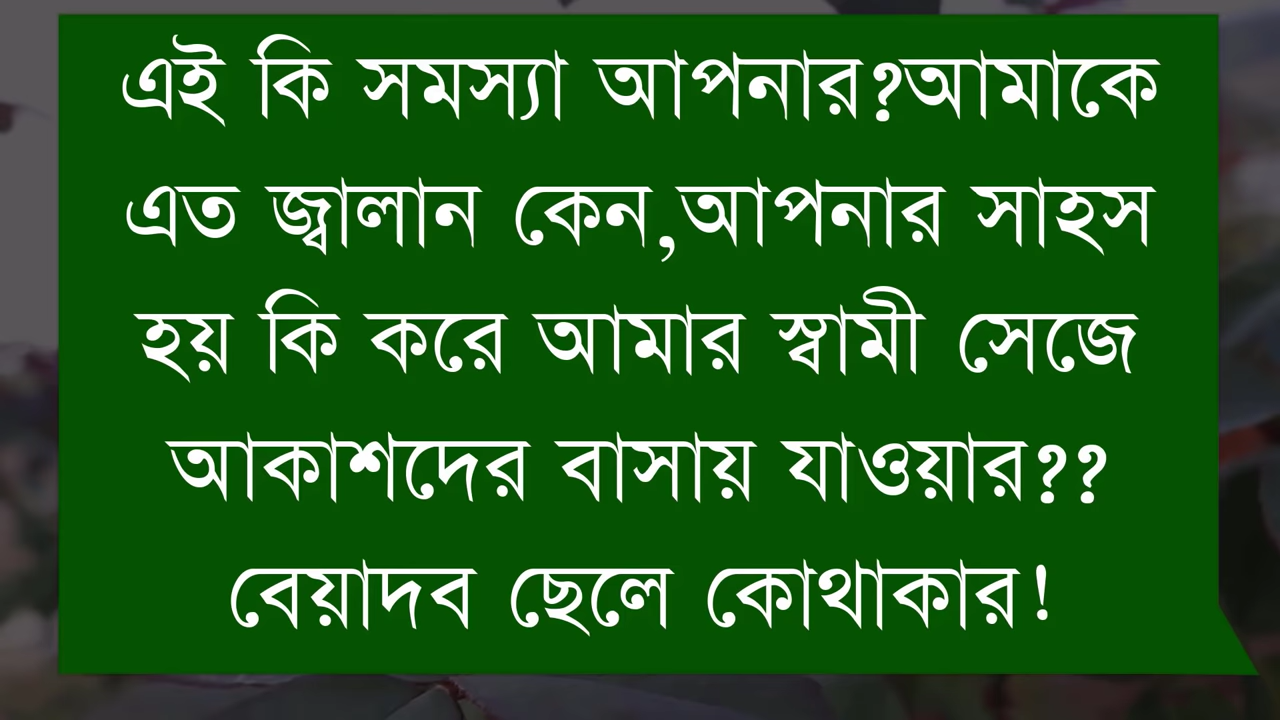 এই কি সমস্যা আপনার?আমাকে
এত জ্বালান কেন,আপনার সাহস
হয় কি করে আমার স্বামী সেজে
আকাশদের বাসায় যাওয়ার??
বেয়াদব ছেলে কোথাকার!